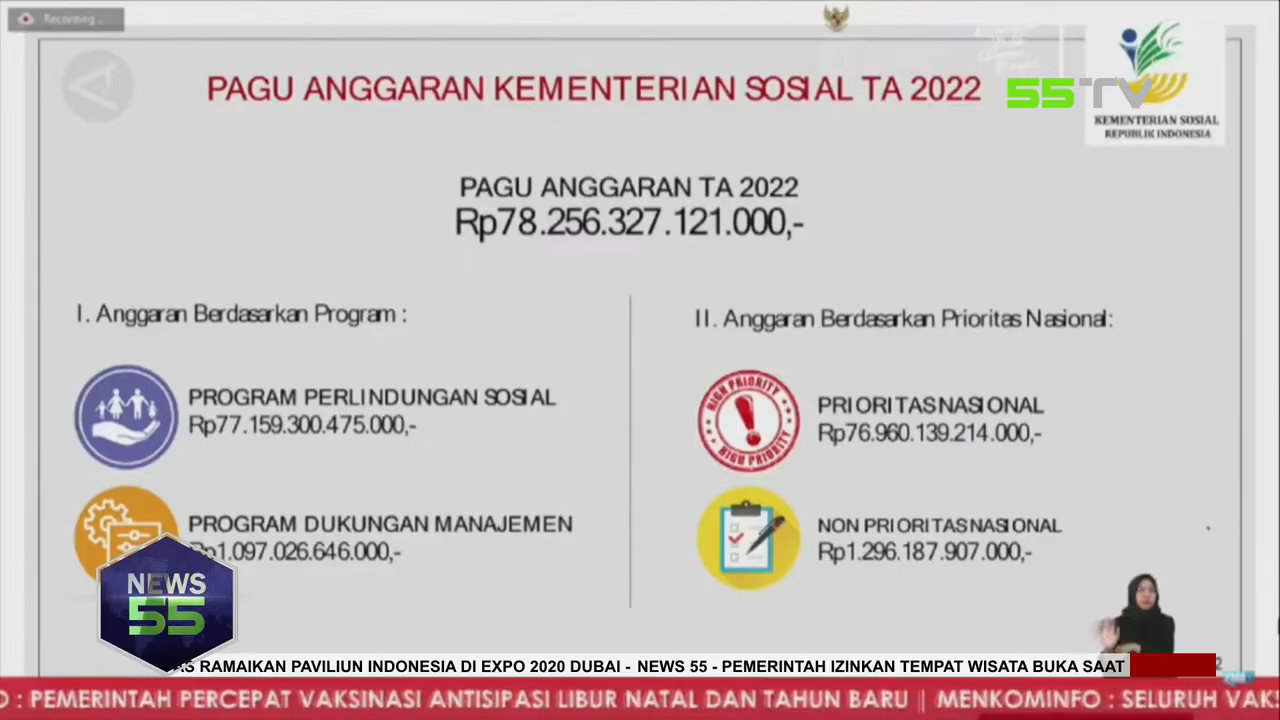 Recording...
PAGU ANGGARAN KEMENTERIAN SOSIAL TA 2022
55TV
KEMENTERIAN SOSIAL
REPUBLIK INDONESIA
PAGU ANGGARAN TA 2022
Rp78.256.327.121.000,-
I. Anggaran Berdasarkan Program :
PROGRAM PERLINDUNGAN SOSIAL
Rp77.159.300.475.000,-
PROGRAM DUKUNGAN MANAJEMEN
Rp1.097.026.646.000,-
II. Anggaran Berdasarkan Prioritas Nasional:
HIGH PRIORITY
HIGH PRIORITY
PRIORITAS NASIONAL
Rp76.960.139.214.000,-
NON PRIORITAS NASIONAL
Rp1.296.187.907.000,-
NEWS
55
RAMAIKAN PAVILIUN INDONESIA DI EXPO 2020 DUBAI - NEWS 55 - PEMERINTAH IZINKAN TEMPAT WISATA BUKA SAAT
O : PEMERINTAH PERCEPAT VAKSINASI ANTISIPASI LIBUR NATAL DAN TAHUN BARU | MENKOMINFO : SELURUH VAKS